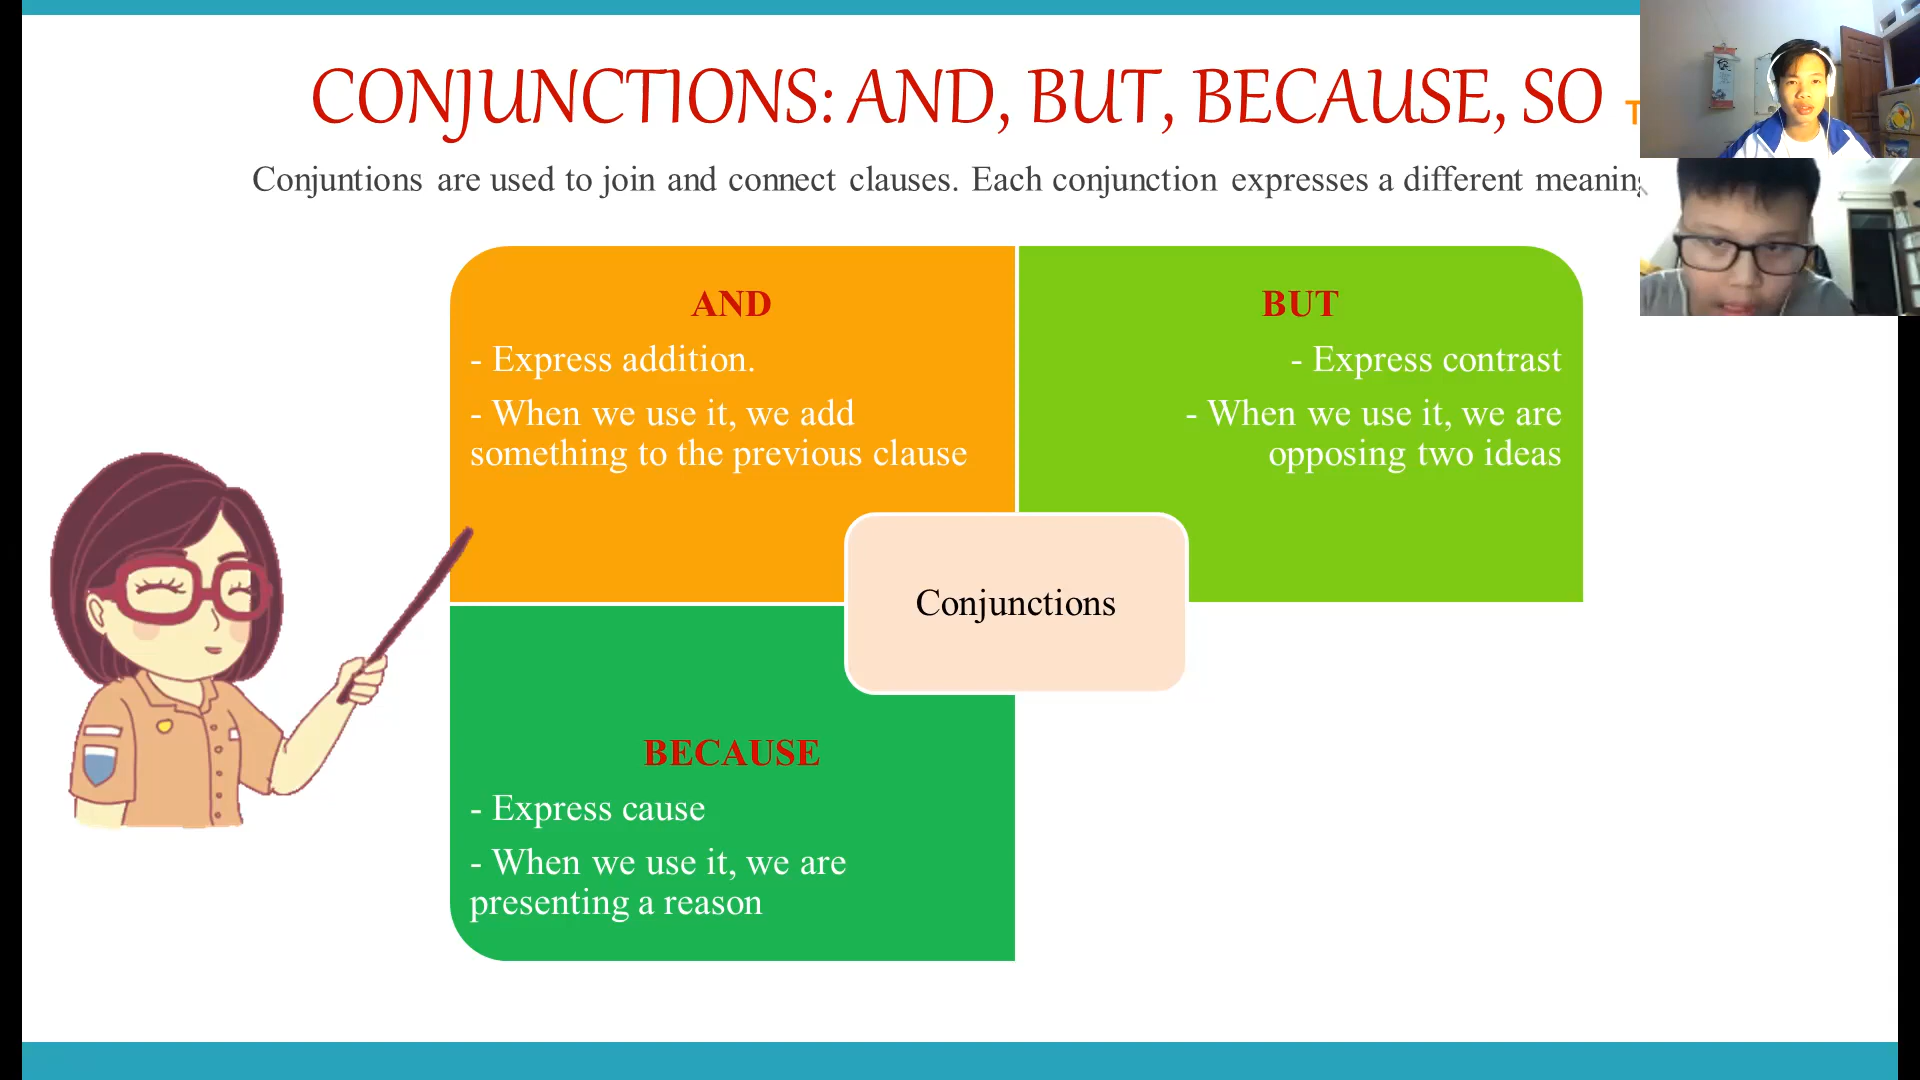 CONJUNCTIONS: AND, BUT, BECAUSE, SO
Conjuntions are used to join and connect clauses. Each conjunction expresses a different meaning
AND
- Express addition.
- When we use it, we add
something to the previous clause
BUT
- Express contrast
- When we use it, we are
opposing two ideas
Conjunctions
BECAUSE
- Express cause
- When we use it, we are
presenting a reason